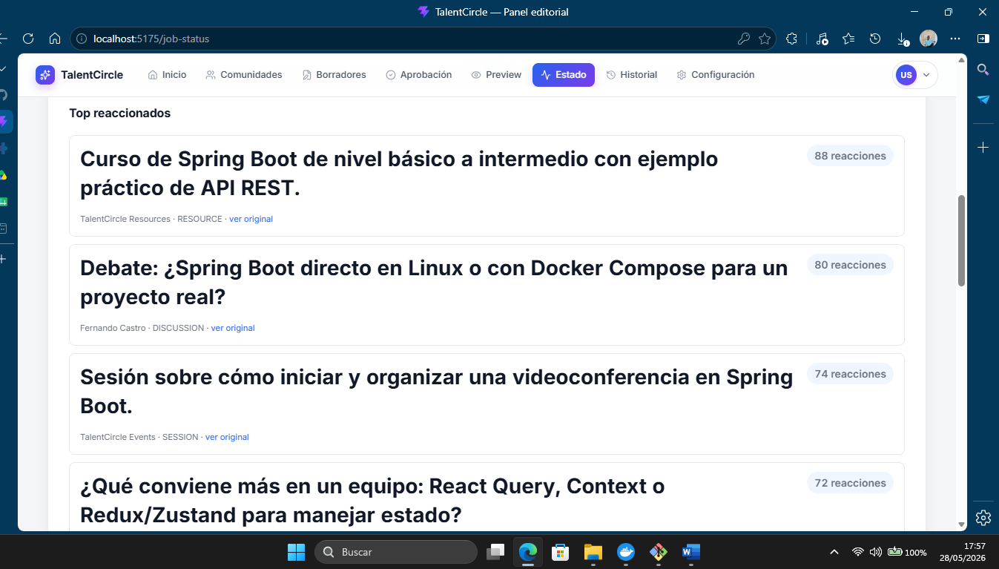 TalentCircle — Panel editorial
localhost:5175/job-status
TalentCircle
Inicio
Comunidades
Borradores
Aprobación
Preview
Estado
Historial
Configuración
US
Top reaccionados
Curso de Spring Boot de nivel básico a intermedio con ejemplo
práctico de API REST.
88 reacciones
TalentCircle Resources · RESOURCE · ver original
Debate: ¿Spring Boot directo en Linux o con Docker Compose para un
proyecto real?
80 reacciones
Fernando Castro · DISCUSSION · ver original
Sesión sobre cómo iniciar y organizar una videoconferencia en Spring
Boot.
74 reacciones
TalentCircle Events · SESSION · ver original
¿Qué conviene más en un equipo: React Query, Context o
Redux/Zustand para manejar estado?
72 reacciones
Buscar
100%
17:57
28/05/2026